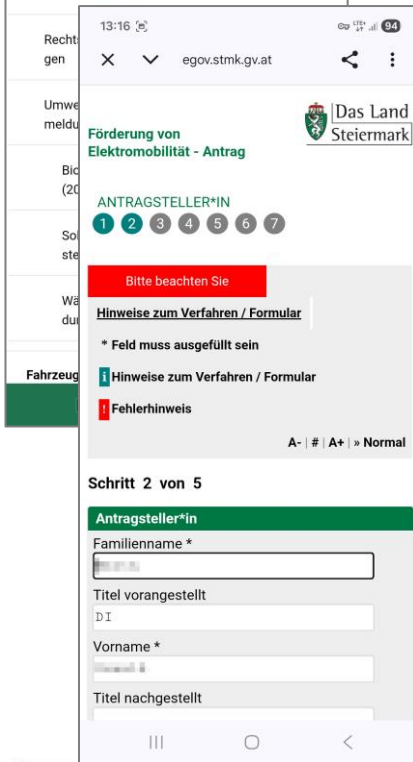 Rechts
gen
Umwe
meldu
Bio
(20
Sol
ste
Wä
dur
Fahrzeug
13:16
LTE+
94
egov.stmk.gv.at
Förderung von
Elektromobilität - Antrag
Das Land
Steiermark
ANTRAGSTELLER*IN
1 2 3 4 5 6 7
Bitte beachten Sie
Hinweise zum Verfahren / Formular
* Feld muss ausgefüllt sein
i Hinweise zum Verfahren / Formular
! Fehlerhinweis
A- | # | A+ | » Normal
Schritt 2 von 5
Antragsteller*in
Familienname *
Titel vorangestellt
DI
Vorname *
Titel nachgestellt